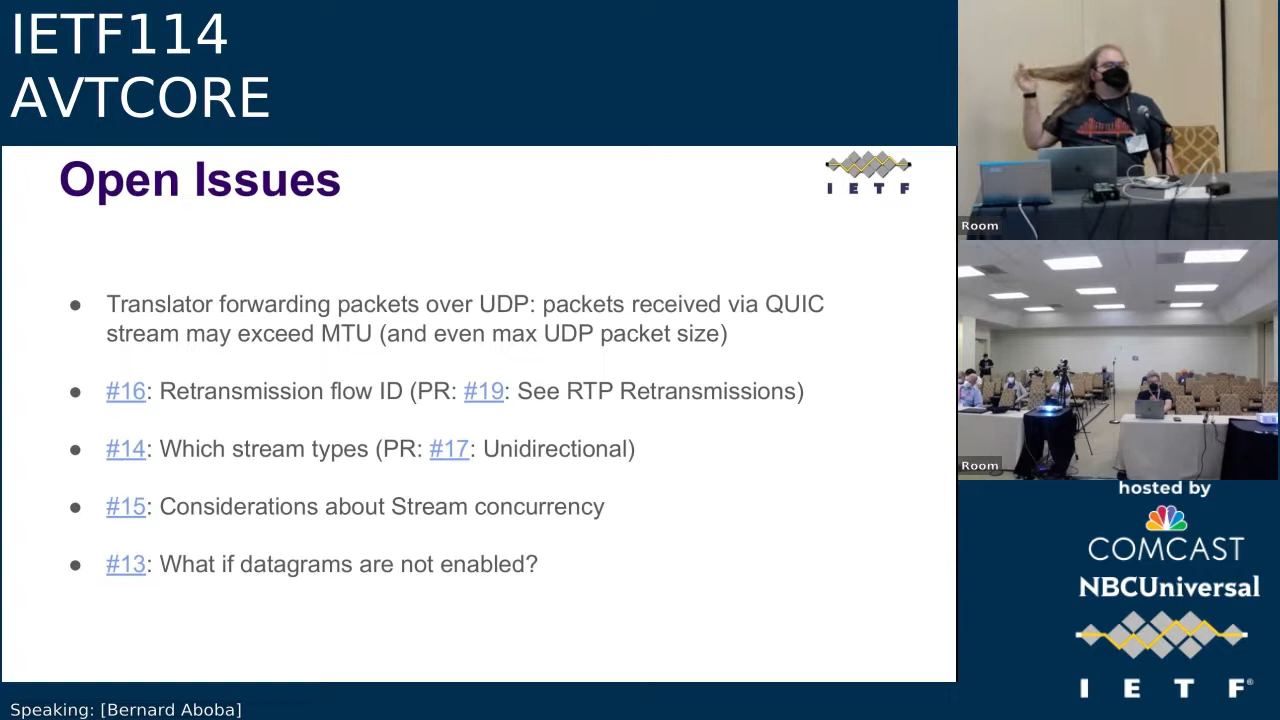 IETF114
AVTCORE
Open Issues
I E T F
● Translator forwarding packets over UDP: packets received via QUIC
stream may exceed MTU (and even max UDP packet size)
● #16: Retransmission flow ID (PR: #19: See RTP Retransmissions)
● #14: Which stream types (PR: #17: Unidirectional)
● #15: Considerations about Stream concurrency
● #13: What if datagrams are not enabled?
Room
Room
hosted by
COMCAST
NBCUniversal
I E T F®
Speaking: [Bernard Aboba]